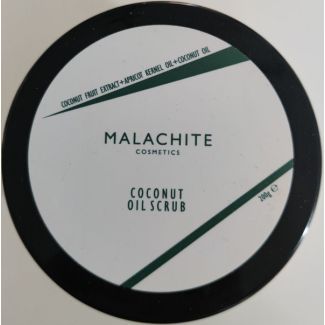 COCONUT FRUIT EXTRACT+APRICOT KERNEL OIL+COCONUT OIL
MALACHITE
COSMETICS
COCONUT
OIL SCRUB
200g ℮